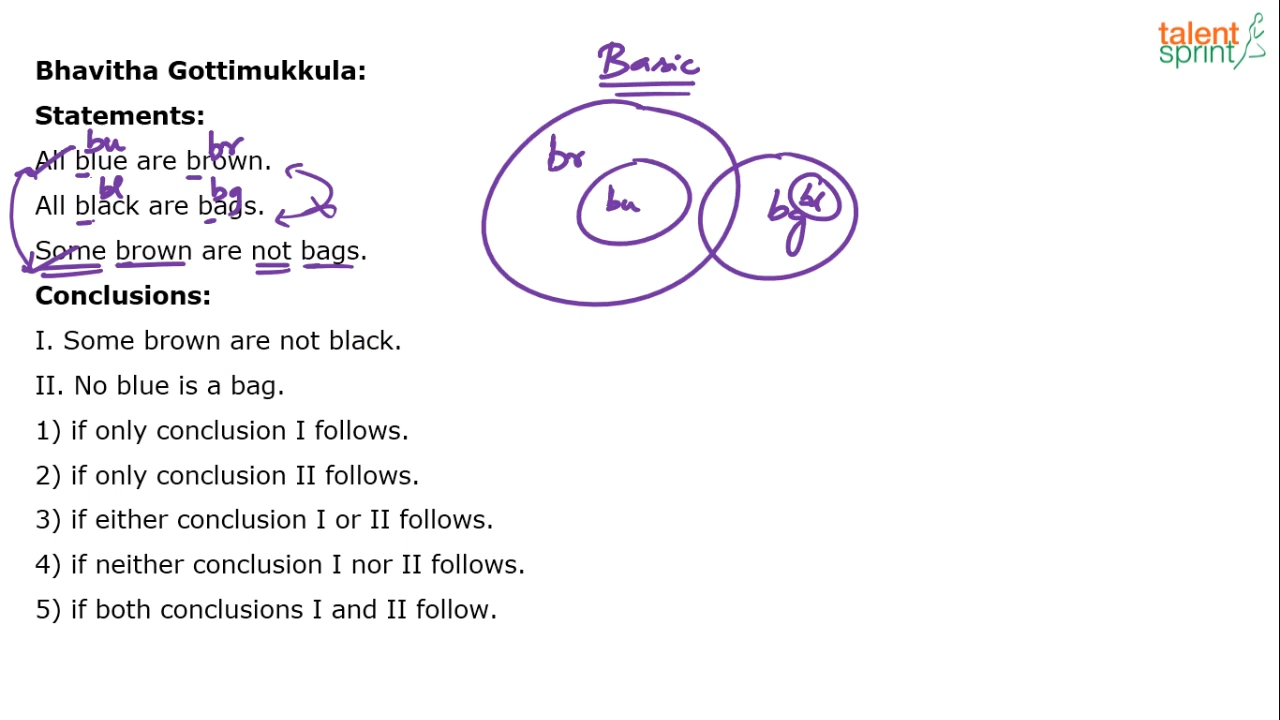 talent
sprint
Basic
Bhavitha Gottimukkula:
Statements:
bu br
All blue are brown.
bl bg
All black are bags.
Some brown are not bags.
br
bu
bg
bl
Conclusions:
I. Some brown are not black.
II. No blue is a bag.
1) if only conclusion I follows.
2) if only conclusion II follows.
3) if either conclusion I or II follows.
4) if neither conclusion I nor II follows.
5) if both conclusions I and II follow.